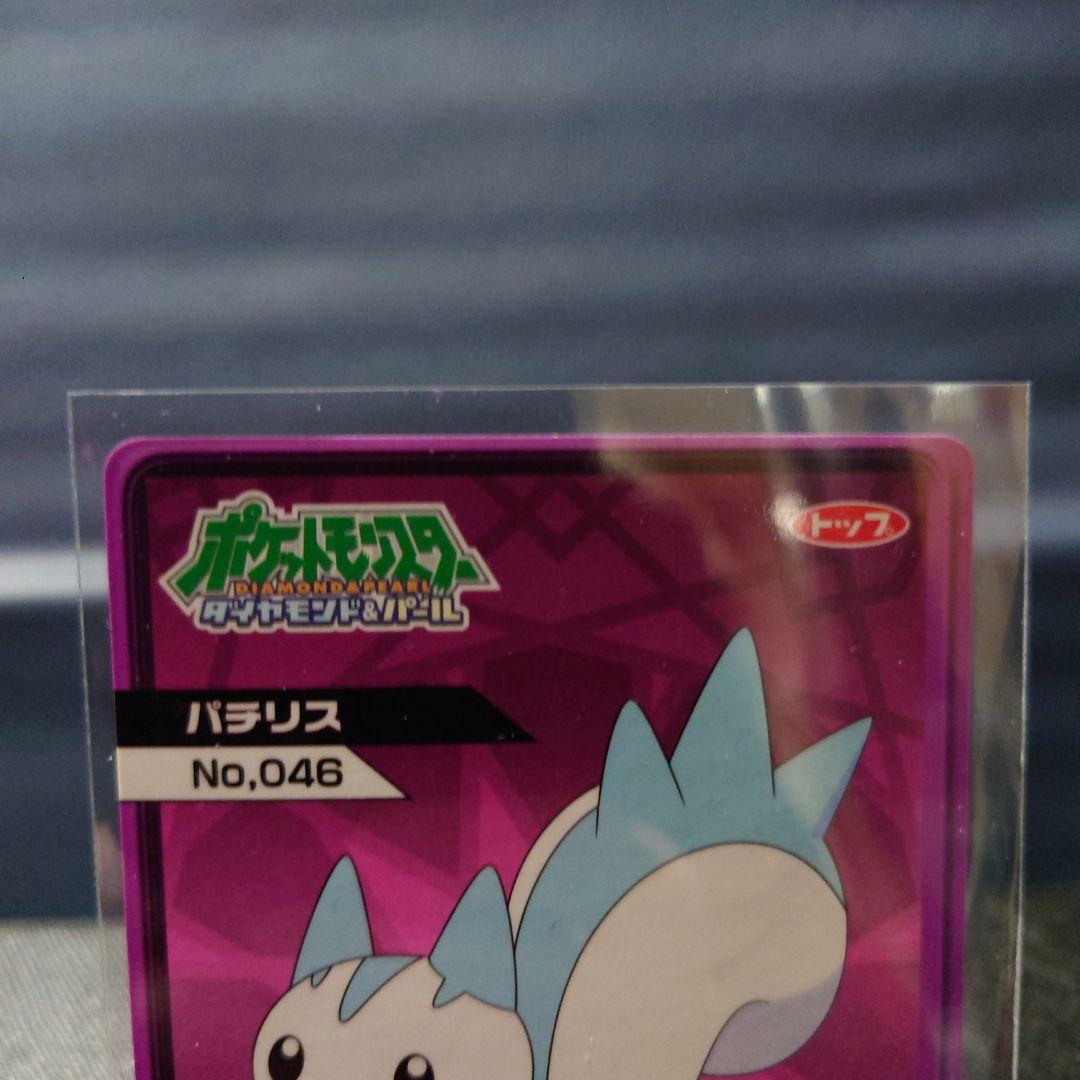 ポケットモンスター
DIAMOND & PEARL
ダイヤモンド&パール
トップ
パチリス
No,046